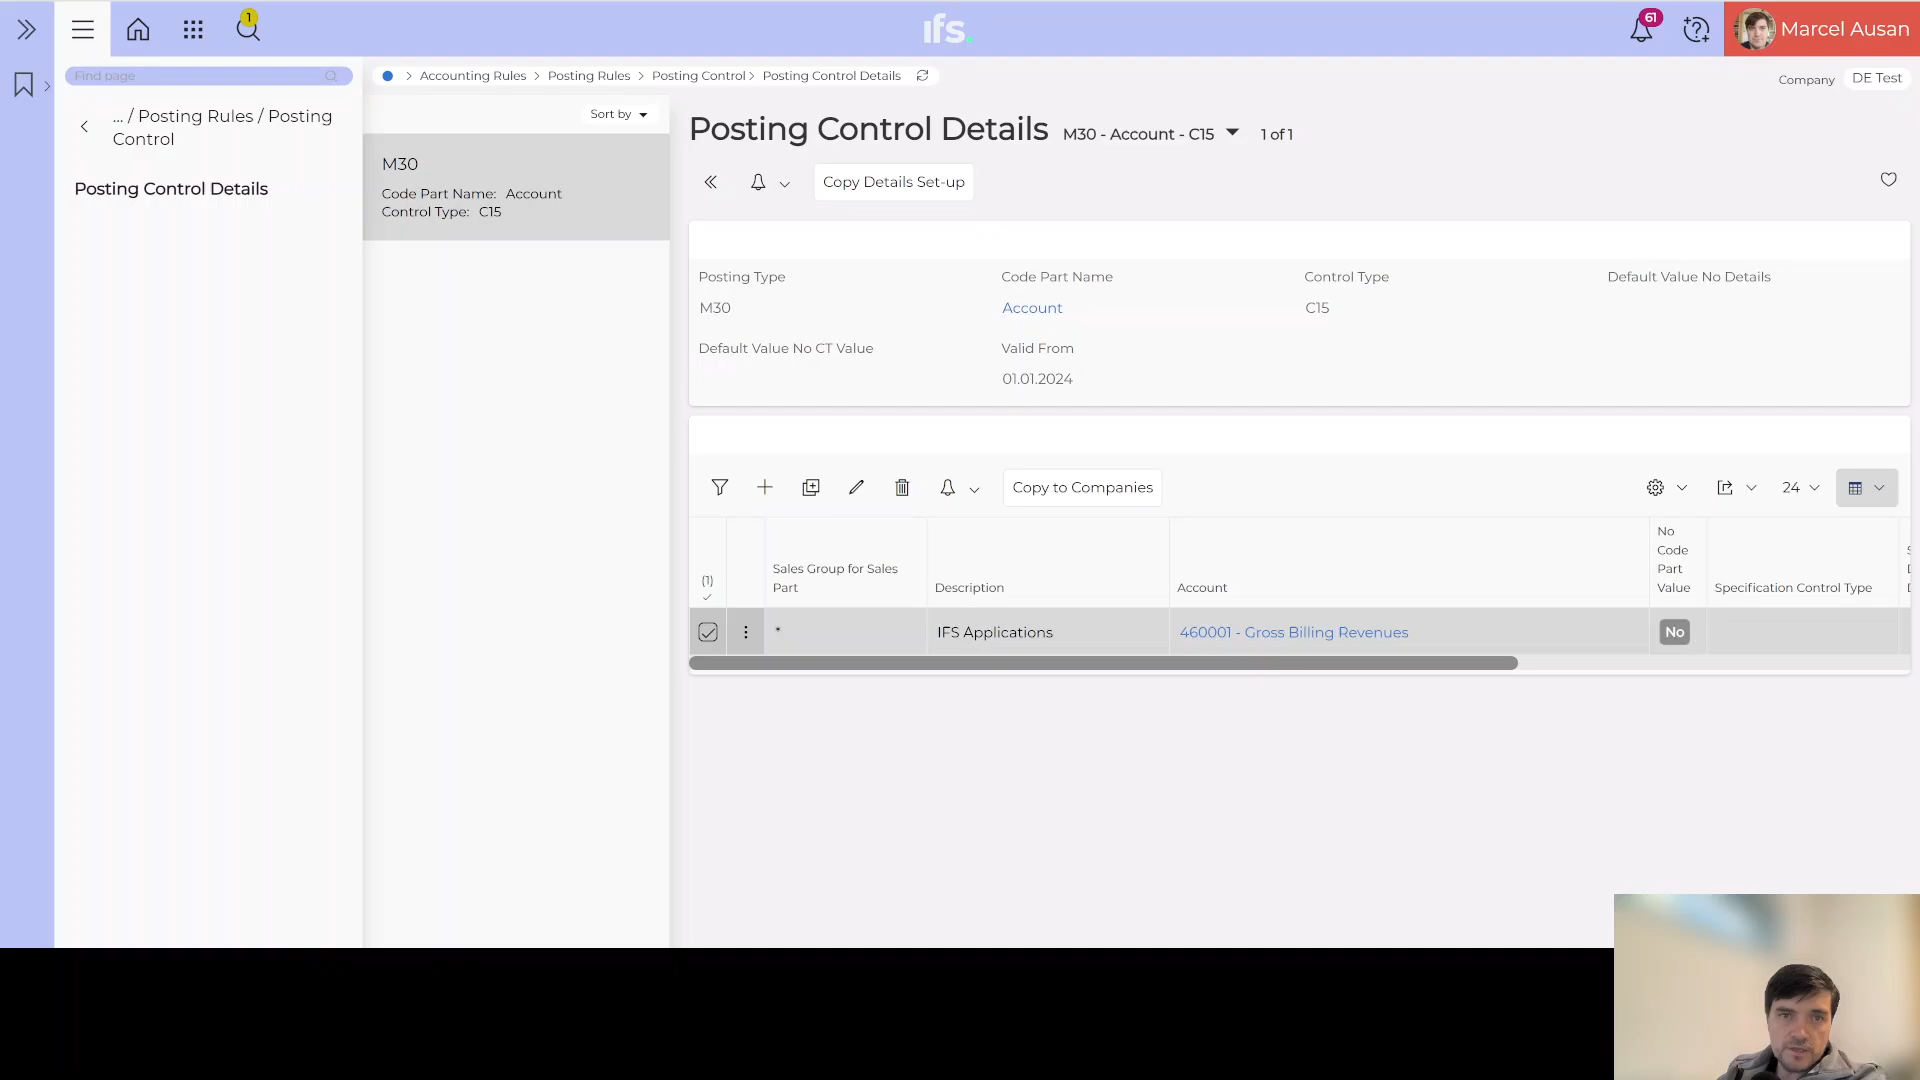 1
ifs.
61
Marcel Ausan
Find page
Accounting Rules > Posting Rules > Posting Control > Posting Control Details
Company DE Test
... / Posting Rules / Posting
Control
Posting Control Details
Sort by
M30
Code Part Name: Account
Control Type: C15
Posting Control Details M30 - Account - C15 1 of 1
Copy Details Set-up
Posting Type
Code Part Name
Control Type
Default Value No Details
M30
Account
C15
Default Value No CT Value
Valid From
01.01.2024
Copy to Companies
24
(1)
Sales Group for Sales
Part
Description
Account
No
Code
Part
Value
Specification Control Type
*
IFS Applications
460001 - Gross Billing Revenues
No